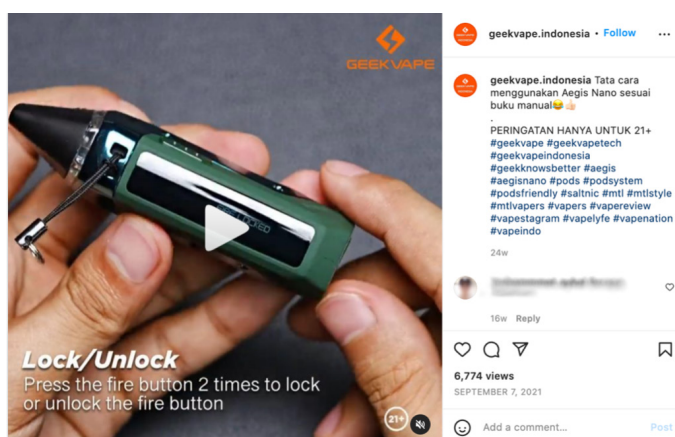 GEEKVAPE
LOCKED
Lock/Unlock
Press the fire button 2 times to lock
or unlock the fire button
21+
geekvape.indonesia • Follow
geekvape.indonesia Tata cara
menggunakan Aegis Nano sesuai
buku manual😂👍🏻
.
PERINGATAN HANYA UNTUK 21+
#geekvape #geekvapetech
#geekvapeindonesia
#geekknowsbetter #aegis
#aegisnano #pods #podsystem
#podsfriendly #saltnic #mtl #mtlstyle
#mtlvapers #vapers #vapereview
#vapestagram #vapelyfe #vapenation
#vapeindo
24w
16w Reply
6,774 views
SEPTEMBER 7, 2021
Add a comment...
Post